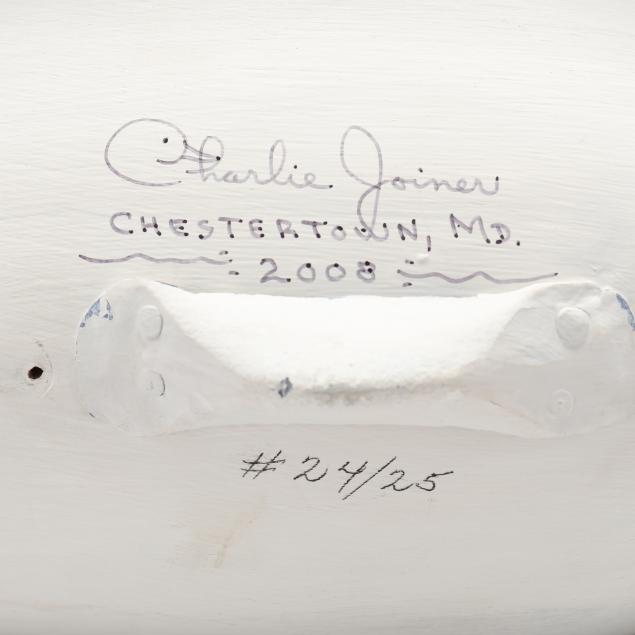 Charlie Joiner
CHESTERTOWN, MD.
2008
#24/25